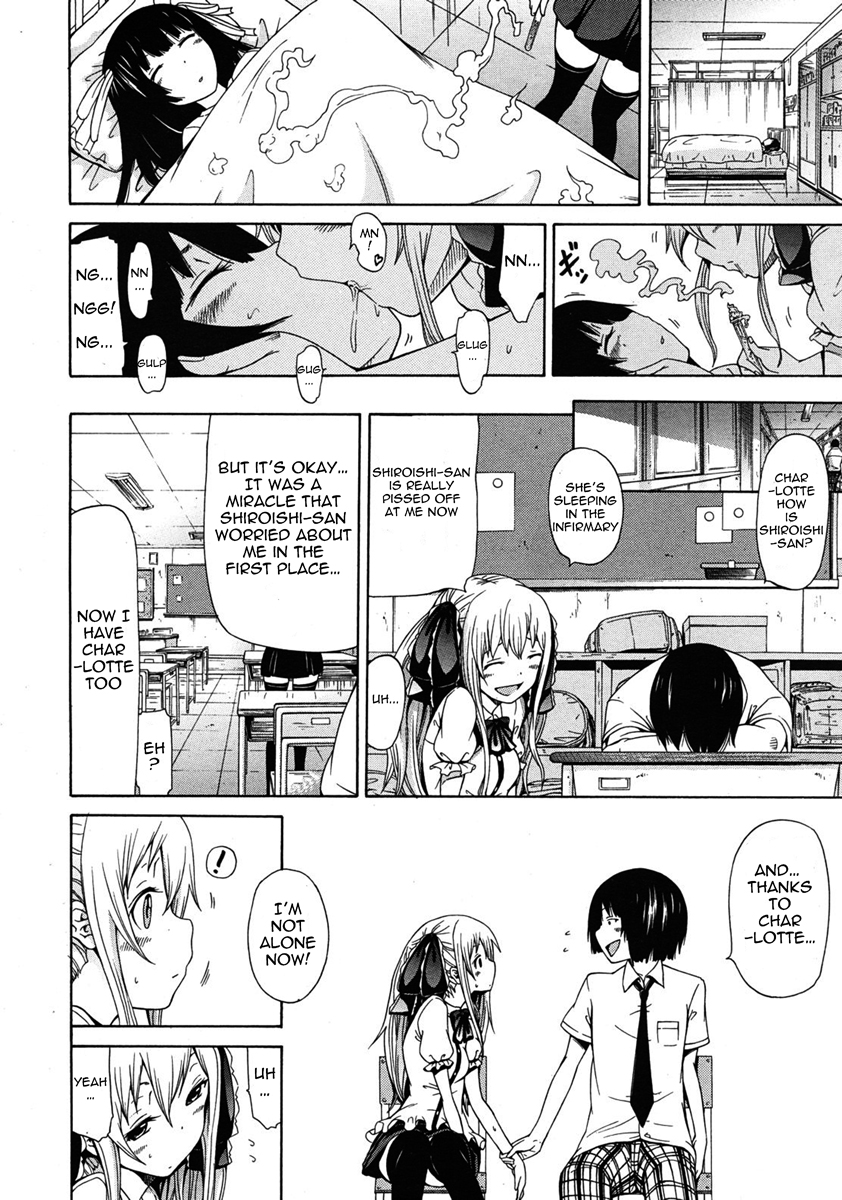 ギッ
NN...
MN
!
NN
...
NG...
NGG!
NG...
GLUG
...
GUG
...
GULP
...
CHAR
-LOTTE
HOW
IS
SHIROISHI
-SAN?
SHE'S
SLEEPING
IN THE
INFIRMARY
SHIROISHI-SAN
IS REALLY
PISSED OFF
AT ME NOW
UH...
BUT IT'S OKAY...
IT WAS A
MIRACLE THAT
SHIROISHI-SAN
WORRIED ABOUT
ME IN THE
FIRST PLACE...
NOW I
HAVE
CHAR
-LOTTE
TOO
EH
?
AND...
THANKS
TO
CHAR
-LOTTE...
I'M
NOT
ALONE
NOW!
!
UH
...
YEAH
...